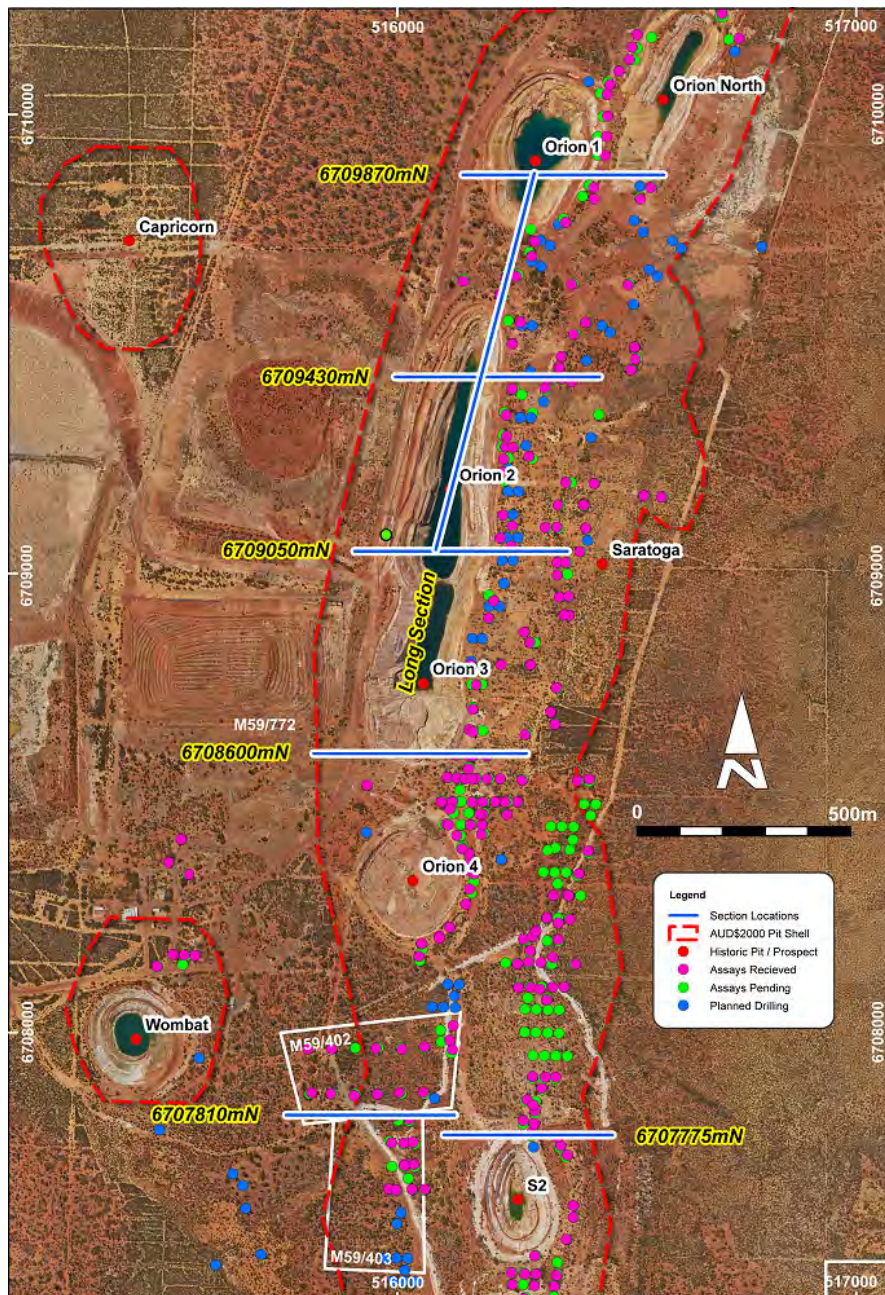 516000
517000
6710000
6710000
Orion North
Orion 1
6709870mN
Capricorn
6709430mN
Orion 2
6709050mN
Saratoga
6709000
6709000
Long Section
Orion 3
M59/772
6708600mN
N
0
500m
Orion 4
Legend
Section Locations
AUD$2000 Pit Shell
Historic Pit / Prospect
Assays Recieved
Assays Pending
Planned Drilling
6708000
6708000
Wombat
M59/402
6707810mN
6707775mN
S2
M59/403
516000
517000